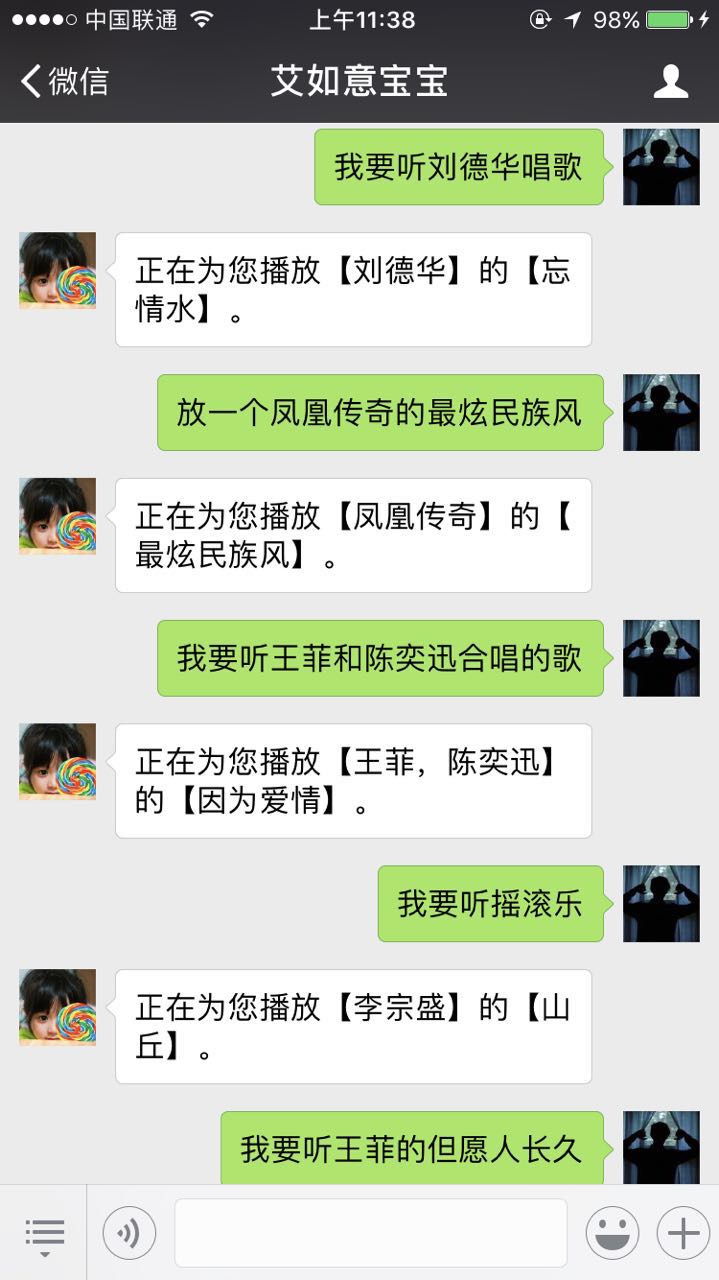 中国联通 上午11:38 98%
微信 艾如意宝宝
我要听刘德华唱歌
正在为您播放【刘德华】的【忘
情水】。
放一个凤凰传奇的最炫民族风
正在为您播放【凤凰传奇】的【
最炫民族风】。
我要听王菲和陈奕迅合唱的歌
正在为您播放【王菲，陈奕迅】
的【因为爱情】。
我要听摇滚乐
正在为您播放【李宗盛】的【山
丘】。
我要听王菲的但愿人长久